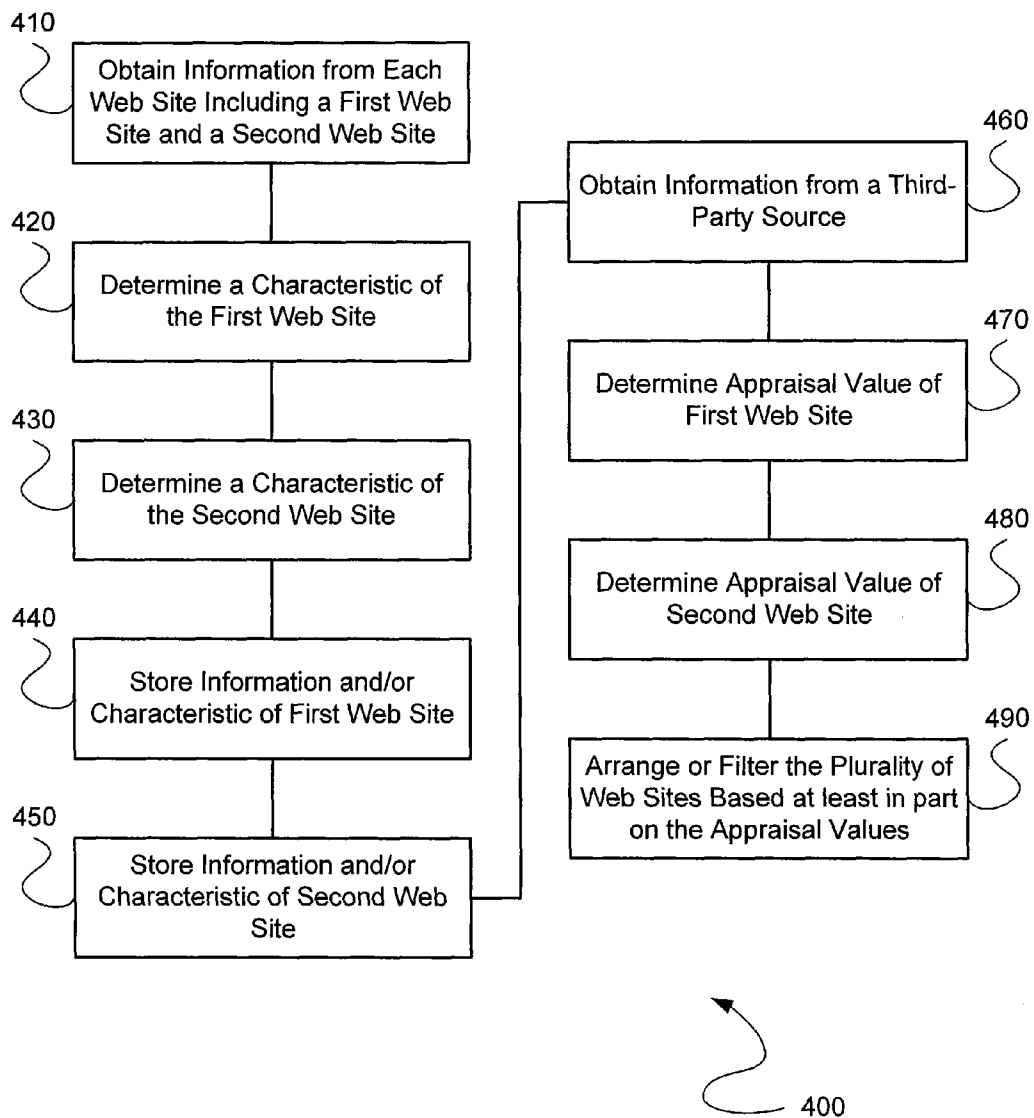 410
Obtain Information from Each
Web Site Including a First Web
Site and a Second Web Site
420
Determine a Characteristic of
the First Web Site
430
Determine a Characteristic of
the Second Web Site
440
Store Information and/or
Characteristic of First Web Site
450
Store Information and/or
Characteristic of Second Web
Site
460
Obtain Information from a Third-
Party Source
470
Determine Appraisal Value of
First Web Site
480
Determine Appraisal Value of
Second Web Site
490
Arrange or Filter the Plurality of
Web Sites Based at least in part
on the Appraisal Values
400